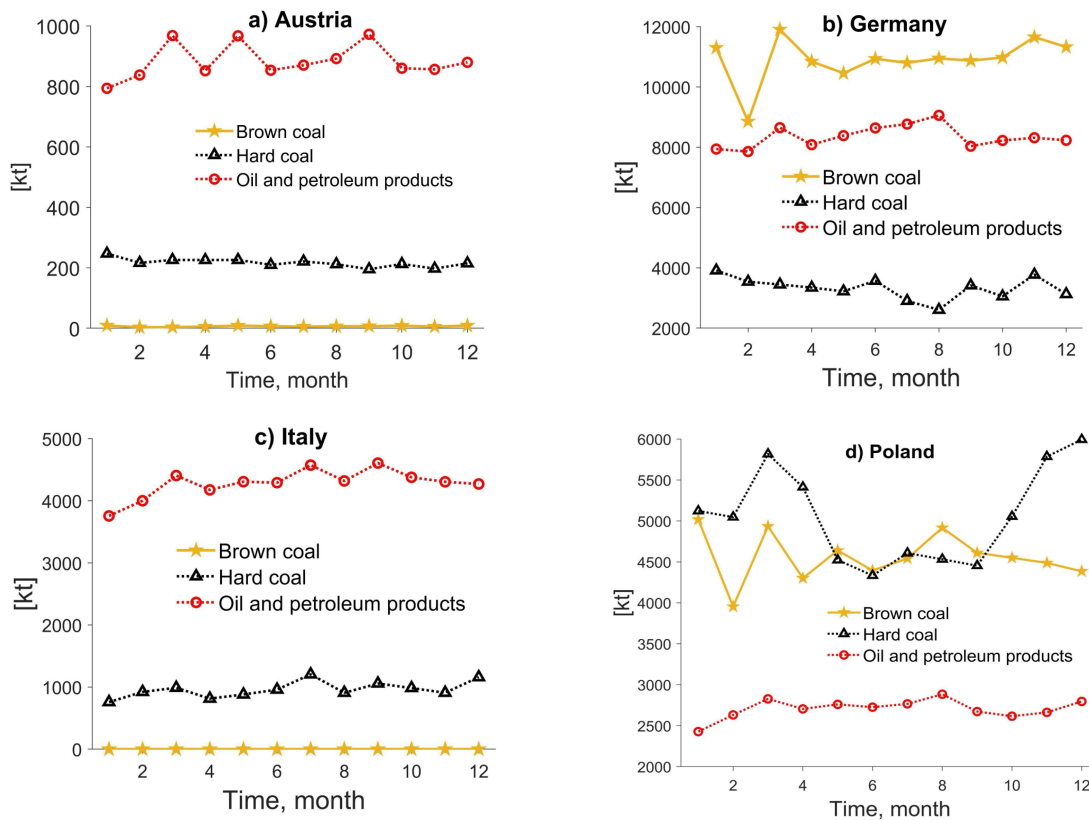 a) Austria
1000
800
600
400
200
0
[kt]
Brown coal
Hard coal
Oil and petroleum products
2 4 6 8 10 12
Time, month
b) Germany
12000
10000
8000
6000
4000
2000
[kt]
Brown coal
Hard coal
Oil and petroleum products
2 4 6 8 10 12
Time, month
c) Italy
5000
4000
3000
2000
1000
0
[kt]
Brown coal
Hard coal
Oil and petroleum products
2 4 6 8 10 12
Time, month
d) Poland
6000
5500
5000
4500
4000
3500
3000
2500
2000
[kt]
Brown coal
Hard coal
Oil and petroleum products
2 4 6 8 10 12
Time, month